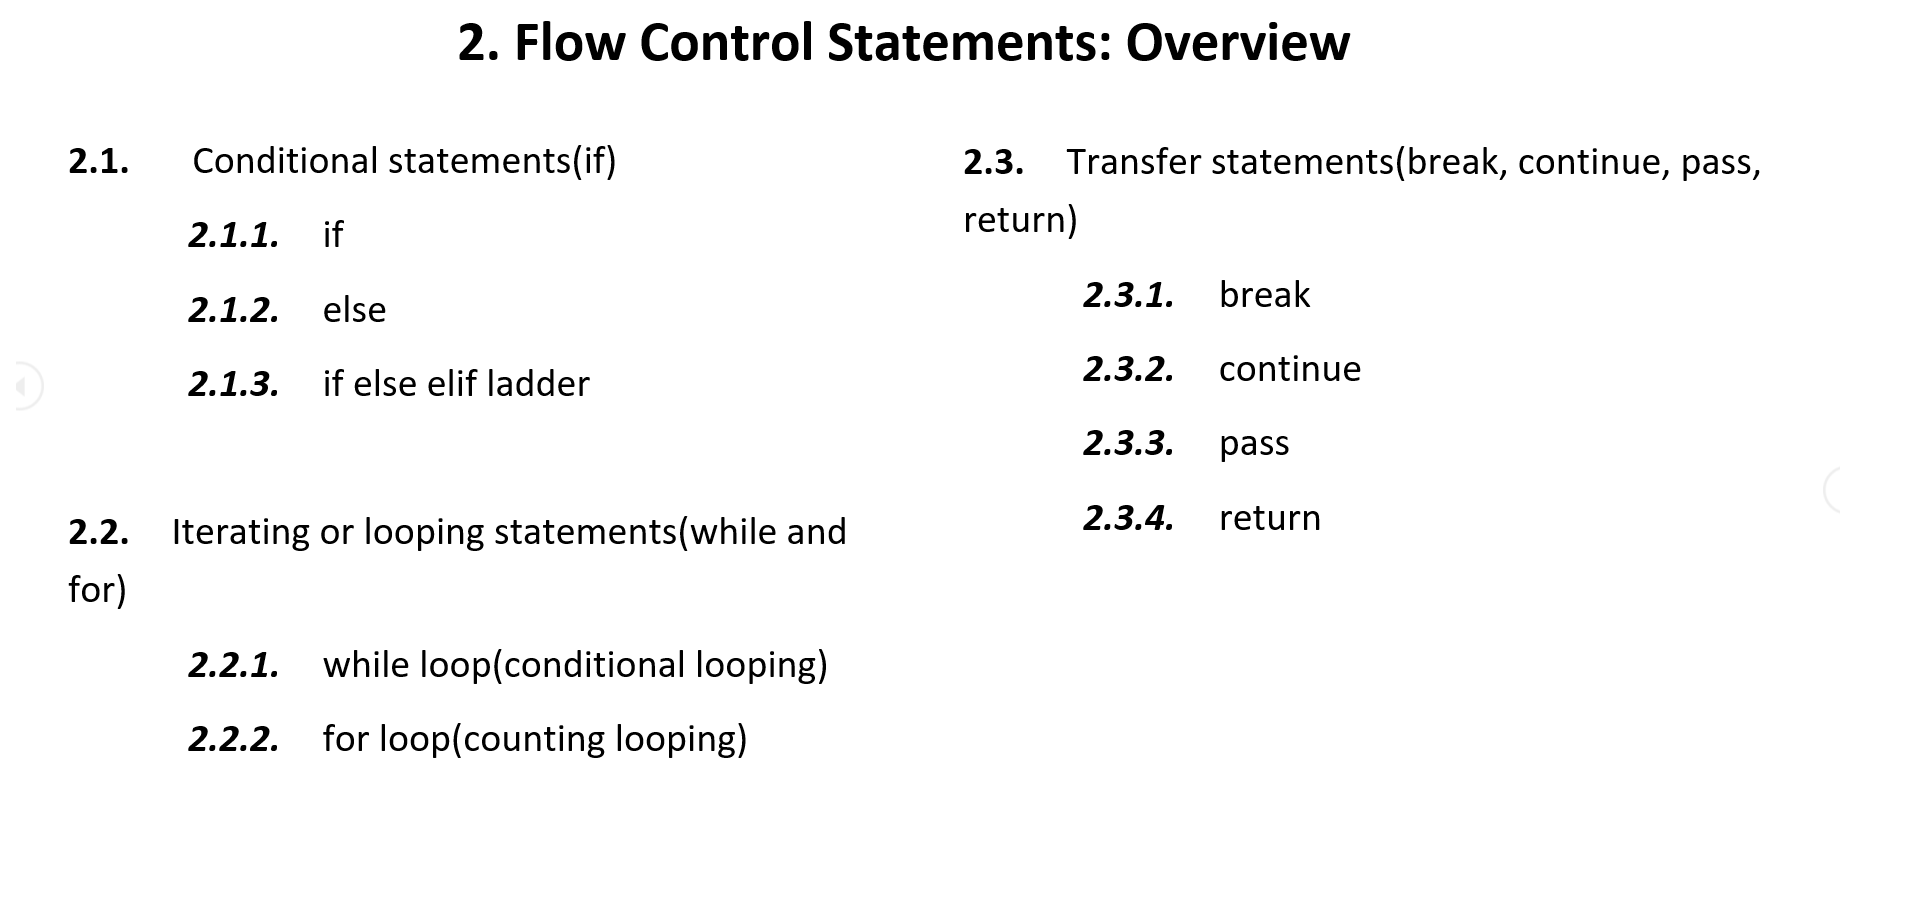 2. Flow Control Statements: Overview
2.1. Conditional statements(if)
2.1.1. if
2.1.2. else
2.1.3. if else elif ladder
2.2. Iterating or looping statements(while and
for)
2.2.1. while loop(conditional looping)
2.2.2. for loop(counting looping)
2.3. Transfer statements(break, continue, pass,
return)
2.3.1. break
2.3.2. continue
2.3.3. pass
2.3.4. return